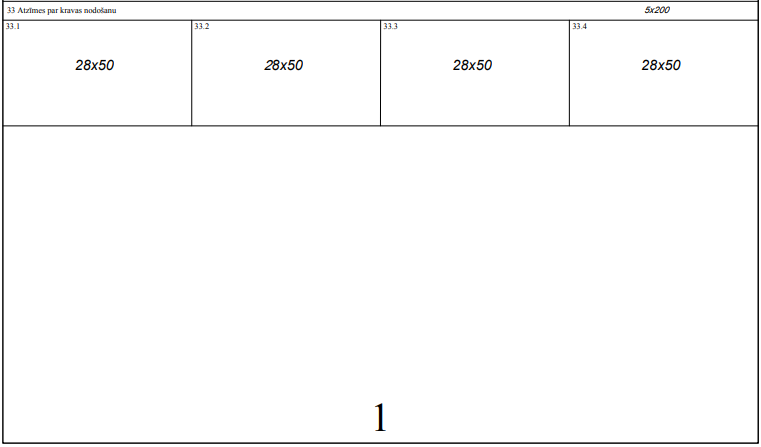 33 Atzīmes par kravas nodošanu 5x200
33.1 33.2 33.3 33.4
28x50 28x50 28x50 28x50
1